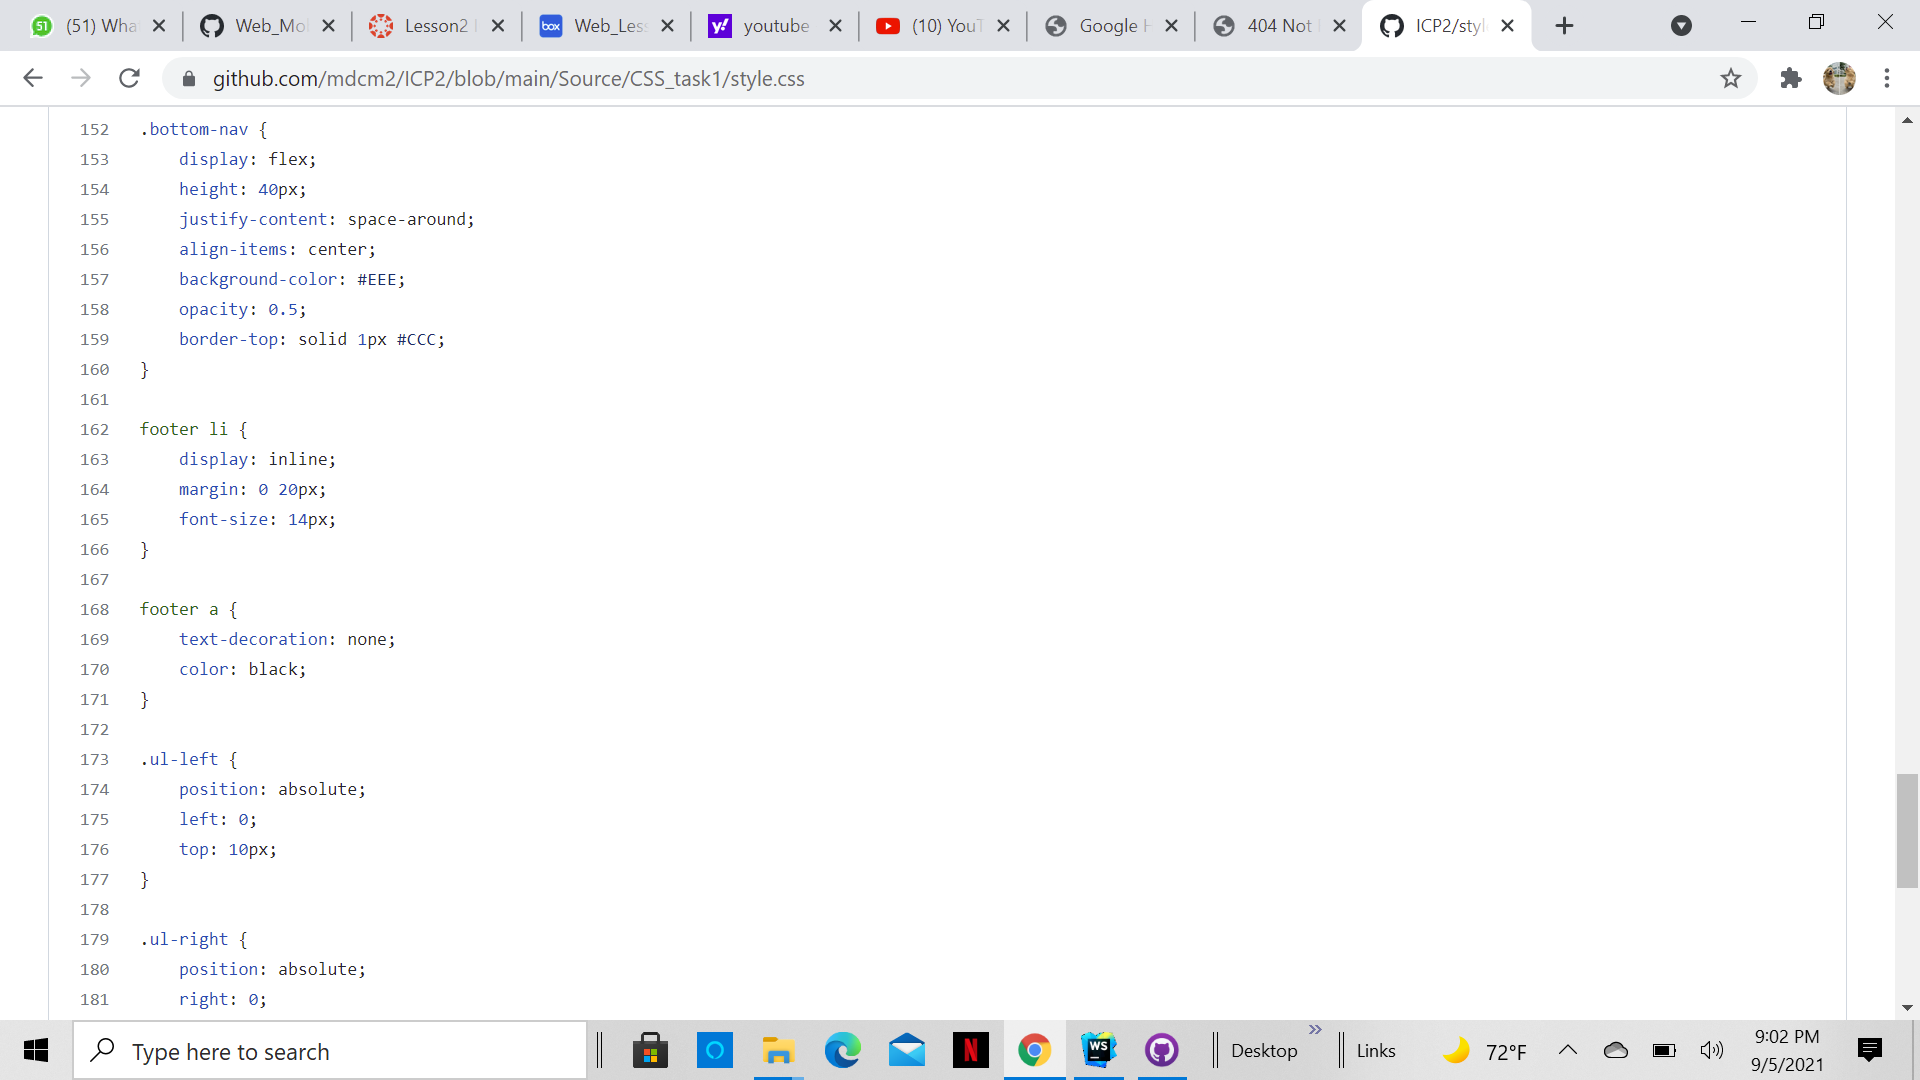 51 (51) Wha
Web_Mo
Lesson2
box Web_Les
y! youtube
(10) YouT
Google H
404 Not
ICP2/styl
github.com/mdcm2/ICP2/blob/main/Source/CSS_task1/style.css
152 .bottom-nav {
153 display: flex;
154 height: 40px;
155 justify-content: space-around;
156 align-items: center;
157 background-color: #EEE;
158 opacity: 0.5;
159 border-top: solid 1px #CCC;
160 }
161
162 footer li {
163 display: inline;
164 margin: 0 20px;
165 font-size: 14px;
166 }
167
168 footer a {
169 text-decoration: none;
170 color: black;
171 }
172
173 .ul-left {
174 position: absolute;
175 left: 0;
176 top: 10px;
177 }
178
179 .ul-right {
180 position: absolute;
181 right: 0;
Type here to search
N
WS
Desktop
Links
72°F
9:02 PM
9/5/2021